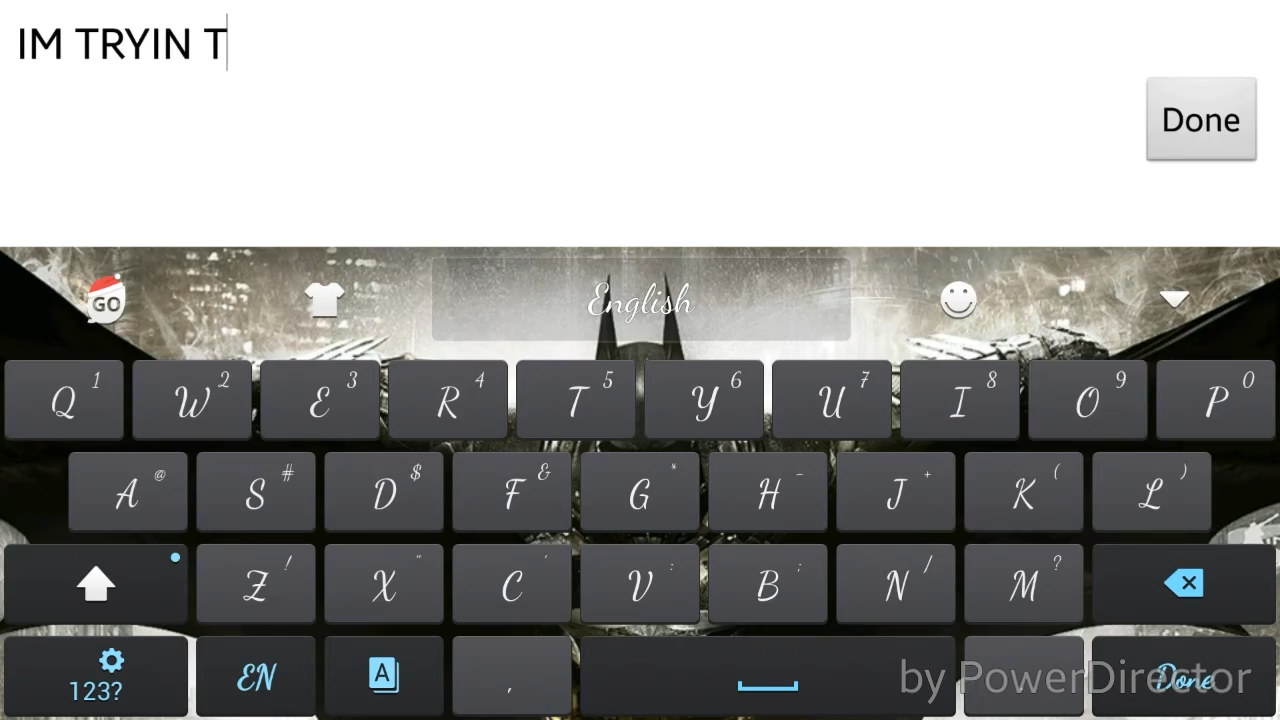 IM TRYIN T
Done
GO English
Q 1 W 2 E 3 R 4 T 5 Y 6 U 7 I 8 O 9 P 0
A @ S # D $ F & G * H - J + K ( L )
Z ! X " C ' V : B ; N / M ?
123? EN A , Done
by PowerDirector